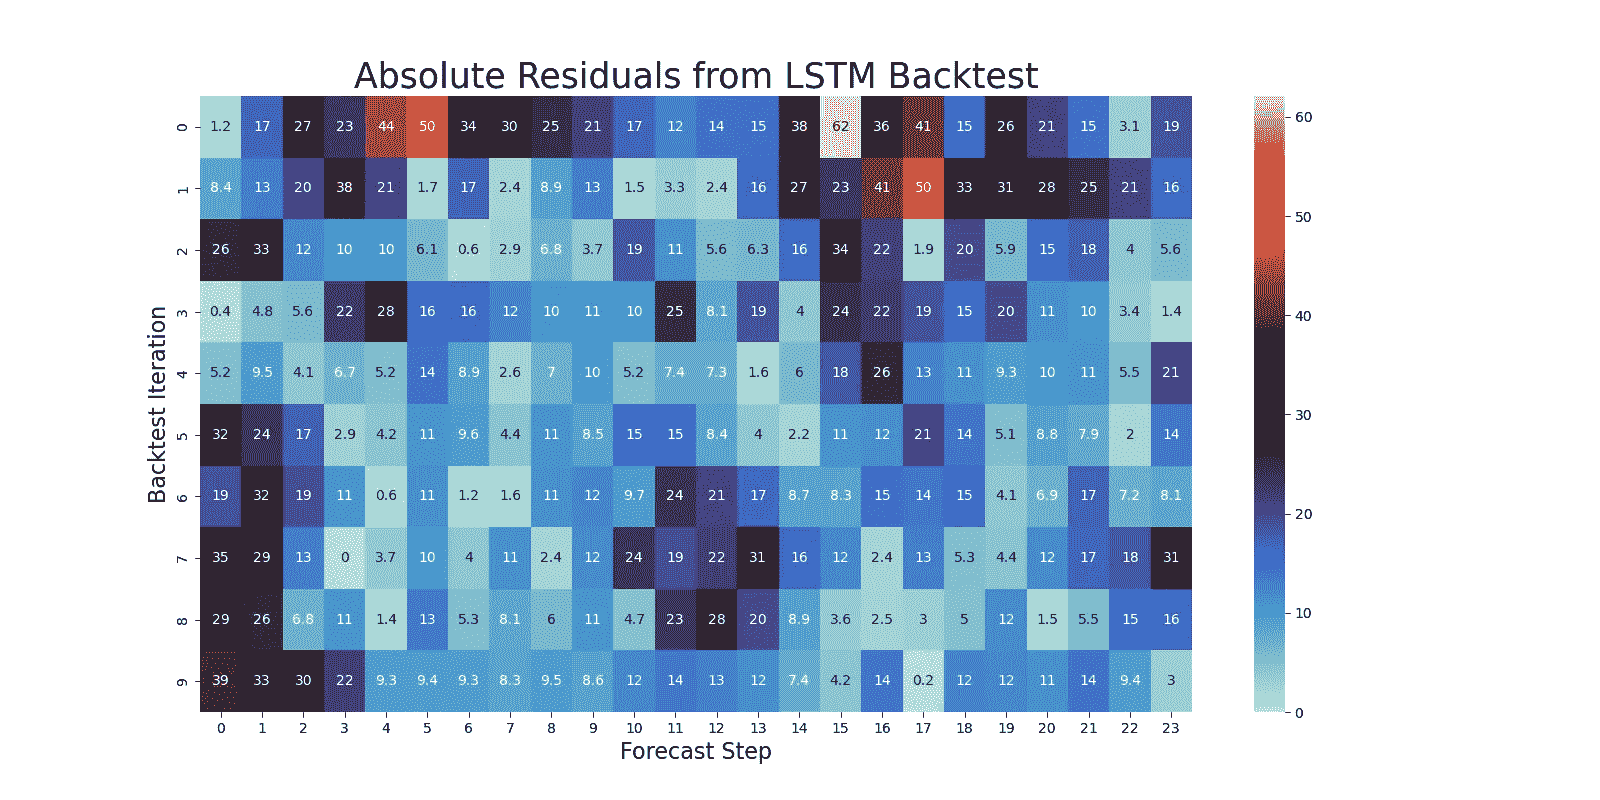 Absolute Residuals from LSTM Backtest
Backtest Iteration
0 1.2 17 27 23 44 50 34 30 25 21 17 12 14 15 38 62 36 41 15 26 21 15 3.1 19
1 8.4 13 20 38 21 1.7 17 2.4 8.9 13 1.5 3.3 2.4 16 27 23 41 50 33 31 28 25 21 16
2 26 33 12 10 10 6.1 0.6 2.9 6.8 3.7 19 11 5.6 6.3 16 34 22 1.9 20 5.9 15 18 4 5.6
3 0.4 4.8 5.6 22 28 16 16 12 10 11 10 25 8.1 19 4 24 22 19 15 20 11 10 3.4 1.4
4 5.2 9.5 4.1 6.7 5.2 14 8.9 2.6 7 10 5.2 7.4 7.3 1.6 6 18 26 13 11 9.3 10 11 5.5 21
5 32 24 17 2.9 4.2 11 9.6 4.4 11 8.5 15 15 8.4 4 2.2 11 12 21 14 5.1 8.8 7.9 2 14
6 19 32 19 11 0.6 11 1.2 1.6 11 12 9.7 24 21 17 8.7 8.3 15 14 15 4.1 6.9 17 7.2 8.1
7 35 29 13 0 3.7 10 4 11 2.4 12 24 19 22 31 16 12 2.4 13 5.3 4.4 12 17 18 31
8 29 26 6.8 11 1.4 13 5.3 8.1 6 11 4.7 23 28 20 8.9 3.6 2.5 3 5 12 1.5 5.5 15 16
9 39 33 30 22 9.3 9.4 9.3 8.3 9.5 8.6 12 14 13 12 7.4 4.2 14 0.2 12 12 11 14 9.4 3
0 1 2 3 4 5 6 7 8 9 10 11 12 13 14 15 16 17 18 19 20 21 22 23
Forecast Step
60
50
40
30
20
10
0